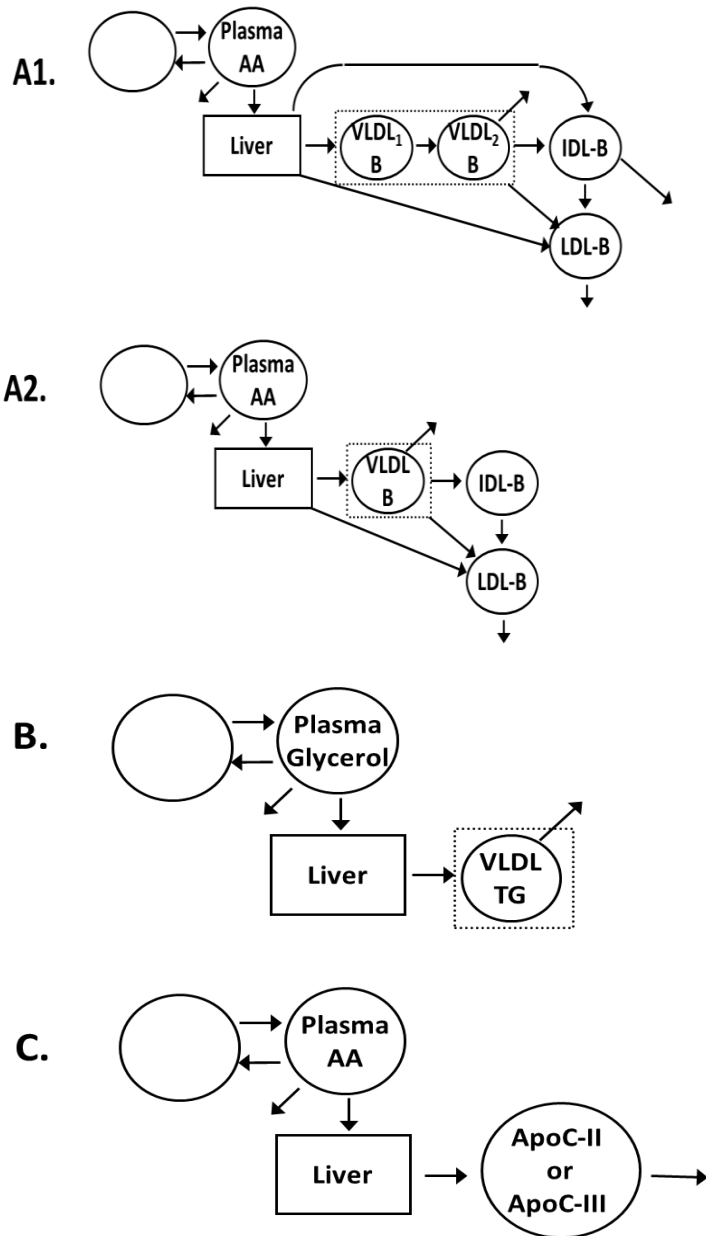 A1.
Plasma
AA
Liver
VLDL1
B
VLDL2
B
IDL-B
LDL-B
A2.
Plasma
AA
Liver
VLDL
B
IDL-B
LDL-B
B.
Plasma
Glycerol
Liver
VLDL
TG
C.
Plasma
AA
Liver
ApoC-II
or
ApoC-III